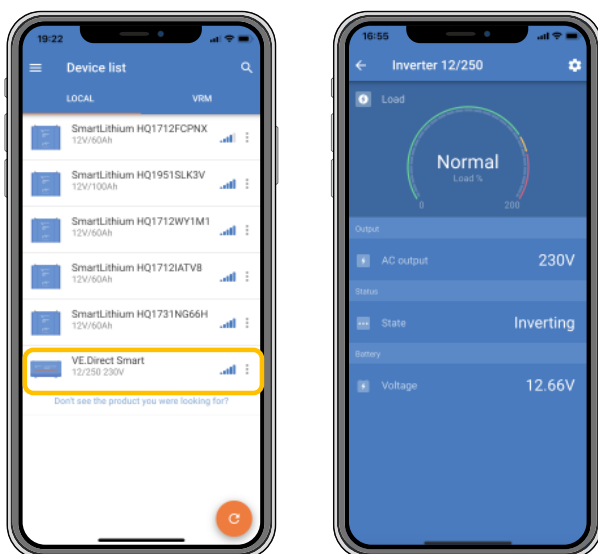 19:22
Device list
LOCAL
VRM
SmartLithium HQ1712FCPNX
12V/60Ah
SmartLithium HQ1951SLK3V
12V/100Ah
SmartLithium HQ1712WY1M1
12V/60Ah
SmartLithium HQ1712IATV8
12V/60Ah
SmartLithium HQ1731NG66H
12V/60Ah
VE.Direct Smart
12/250 230V
Don't see the product you were looking for?
16:55
Inverter 12/250
Load
Normal
Load %
0
200
Output
AC output
230V
Status
State
Inverting
Battery
Voltage
12.66V